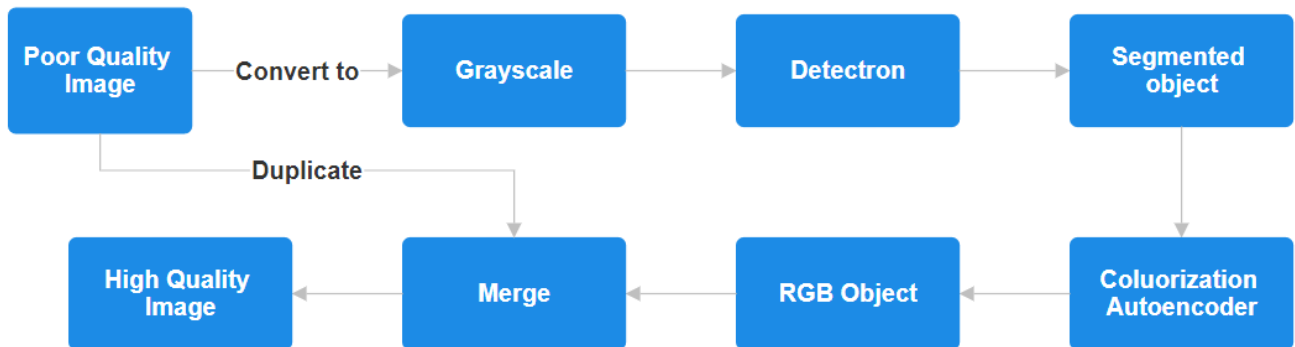 Poor Quality
Image
Convert to
Grayscale
Detectron
Segmented
object
Duplicate
High Quality
Image
Merge
RGB Object
Coluorization
Autoencoder